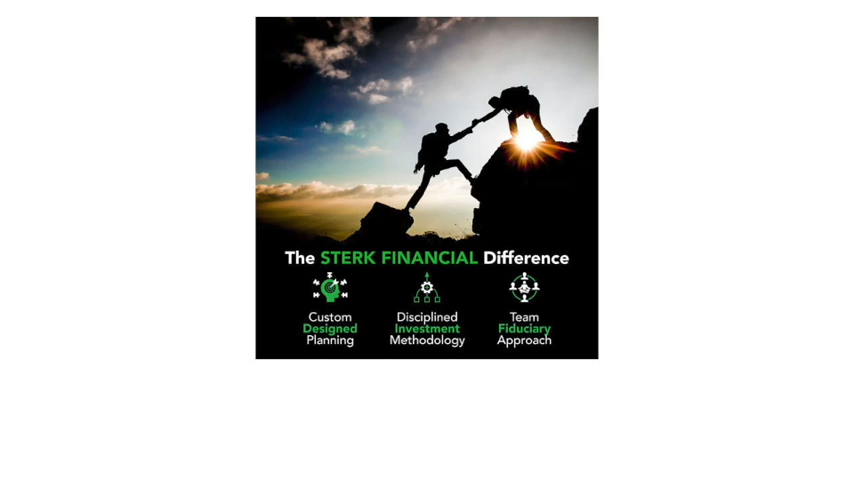 The STERK FINANCIAL Difference
Custom
Designed
Planning
Disciplined
Investment
Methodology
Team
Fiduciary
Approach